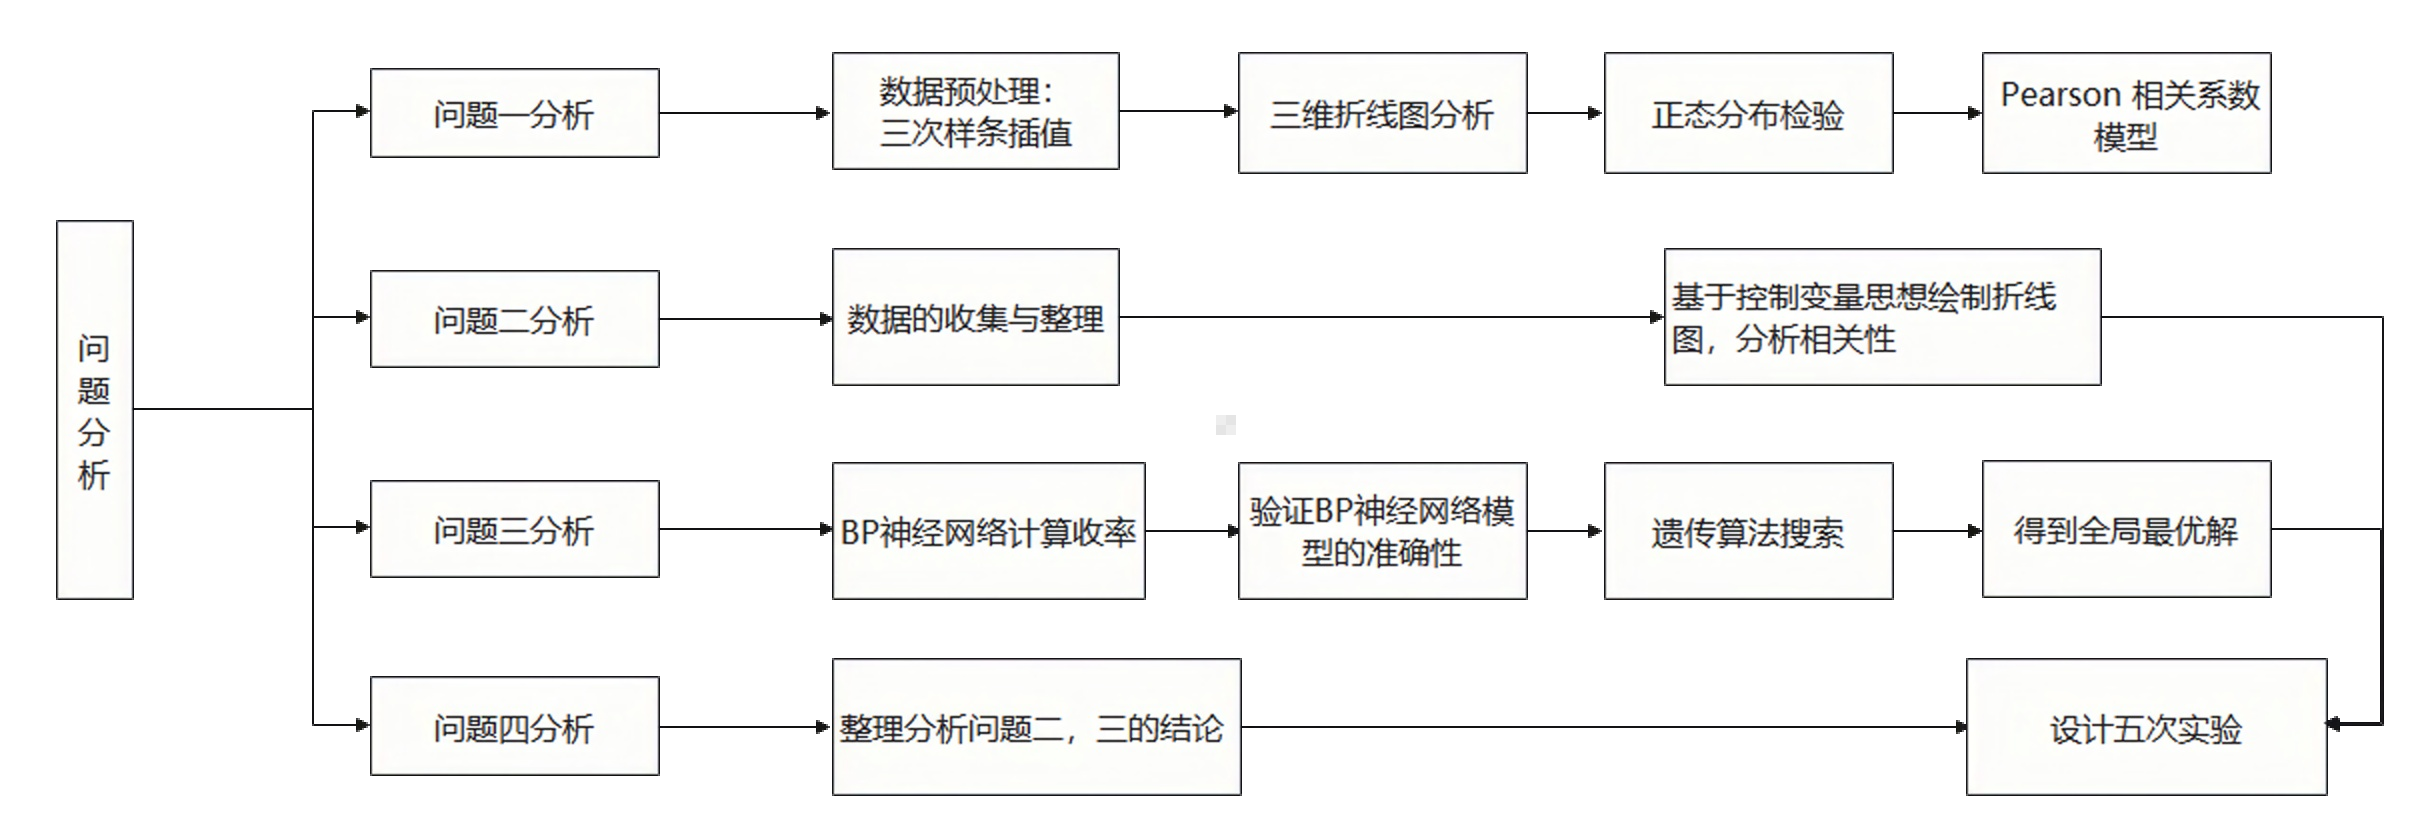 问题分析
问题一分析
数据预处理：
三次样条插值
三维折线图分析
正态分布检验
Pearson 相关系数
模型
问题二分析
数据的收集与整理
基于控制变量思想绘制折线
图，分析相关性
问题三分析
BP神经网络计算收率
验证BP神经网络模
型的准确性
遗传算法搜索
得到全局最优解
问题四分析
整理分析问题二，三的结论
设计五次实验